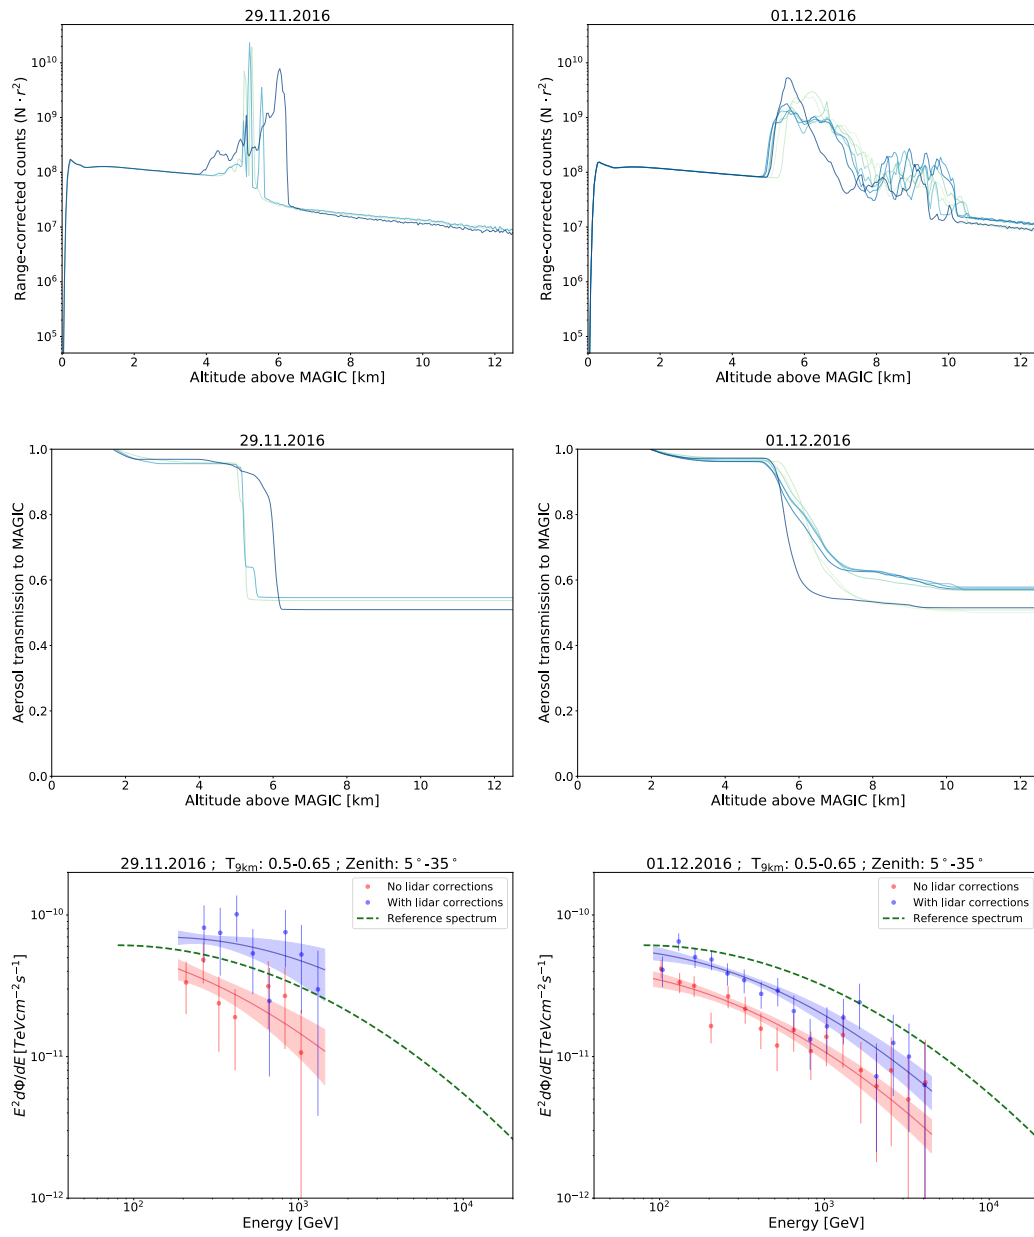 29.11.2016
01.12.2016
Range-corrected counts (N · r²)
10¹⁰
10⁹
10⁸
10⁷
10⁶
10⁵
0 2 4 6 8 10 12
Altitude above MAGIC [km]
Range-corrected counts (N · r²)
10¹⁰
10⁹
10⁸
10⁷
10⁶
10⁵
0 2 4 6 8 10 12
Altitude above MAGIC [km]
29.11.2016
01.12.2016
Aerosol transmission to MAGIC
1.0
0.8
0.6
0.4
0.2
0.0
0 2 4 6 8 10 12
Altitude above MAGIC [km]
Aerosol transmission to MAGIC
1.0
0.8
0.6
0.4
0.2
0.0
0 2 4 6 8 10 12
Altitude above MAGIC [km]
29.11.2016 ; T₉ₖₘ: 0.5-0.65 ; Zenith: 5°-35°
01.12.2016 ; T₉ₖₘ: 0.5-0.65 ; Zenith: 5°-35°
No lidar corrections
With lidar corrections
Reference spectrum
E²dΦ/dE [TeVcm⁻²s⁻¹]
10⁻¹⁰
10⁻¹¹
10⁻¹²
10² 10³ 10⁴
Energy [GeV]
No lidar corrections
With lidar corrections
Reference spectrum
E²dΦ/dE [TeVcm⁻²s⁻¹]
10⁻¹⁰
10⁻¹¹
10⁻¹²
10² 10³ 10⁴
Energy [GeV]